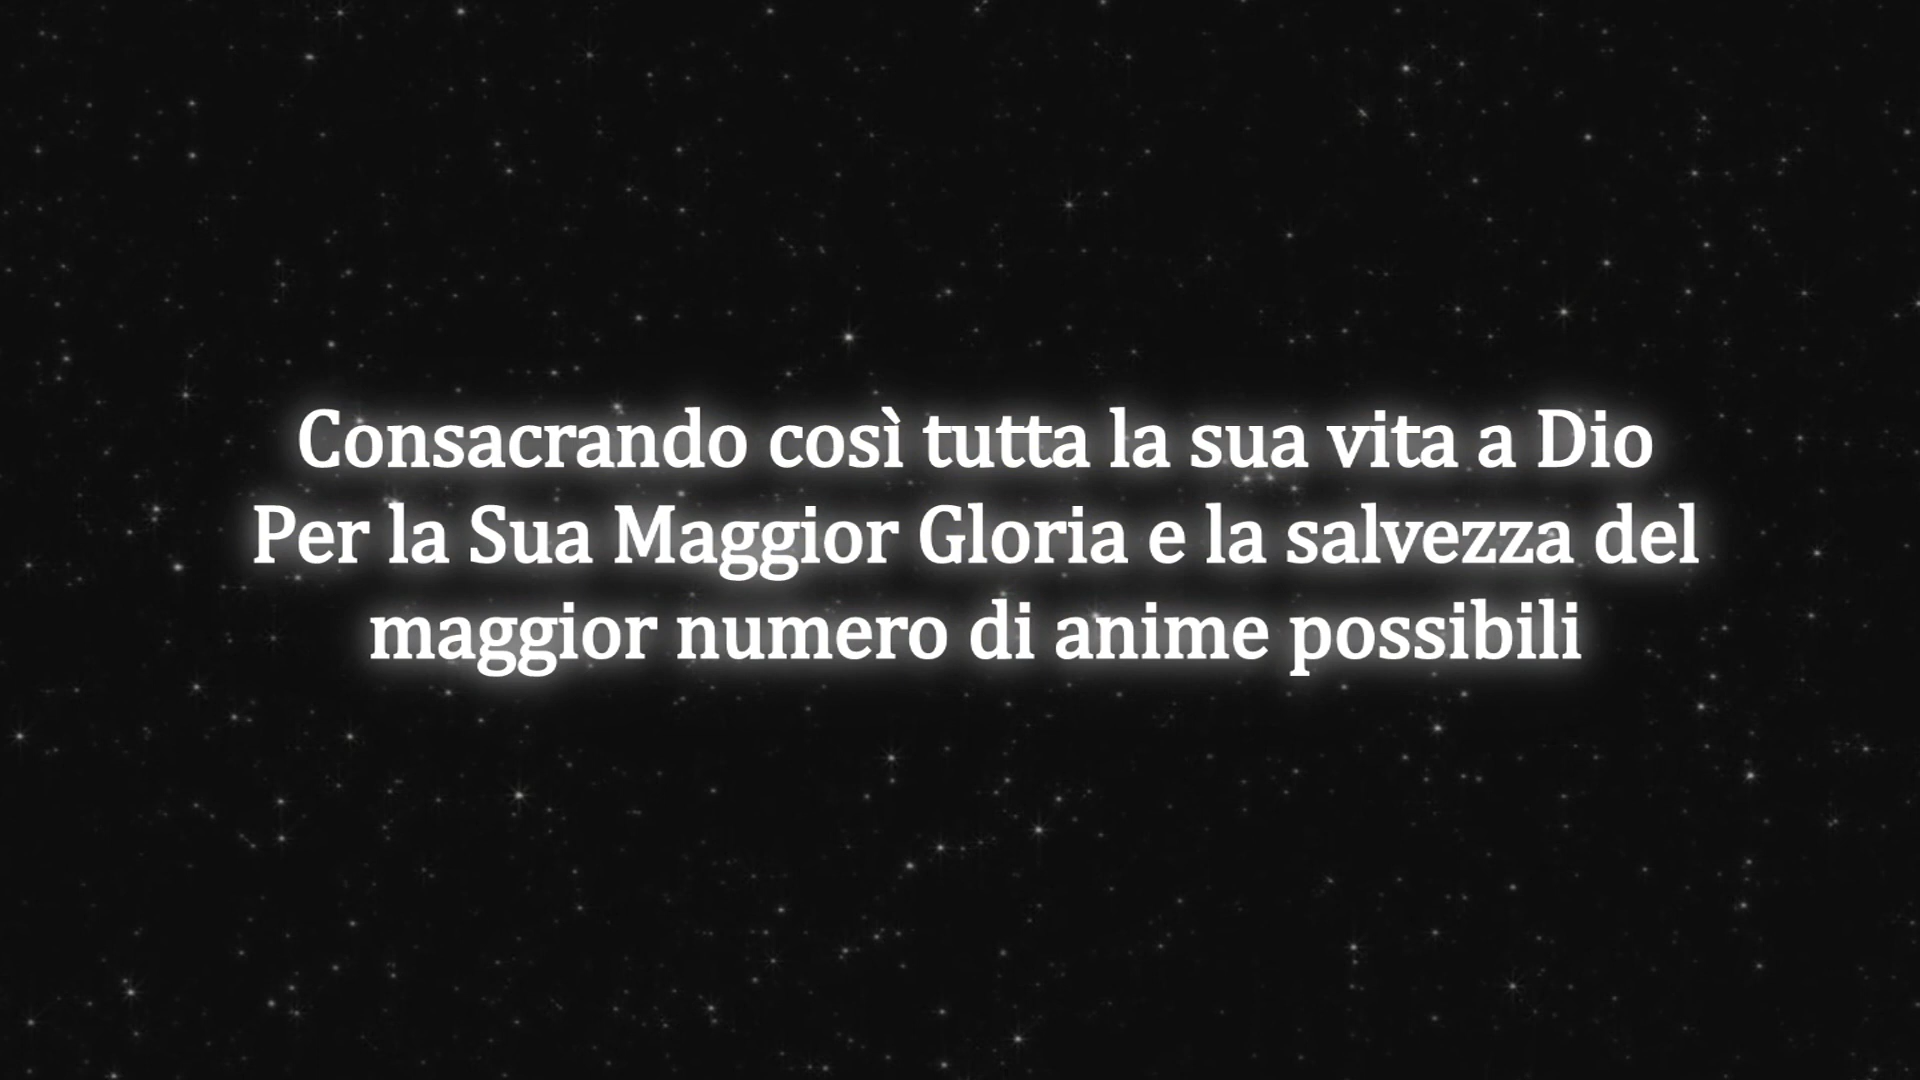 Consacrando così tutta la sua vita a Dio
Per la Sua Maggior Gloria e la salvezza del
maggior numero di anime possibili